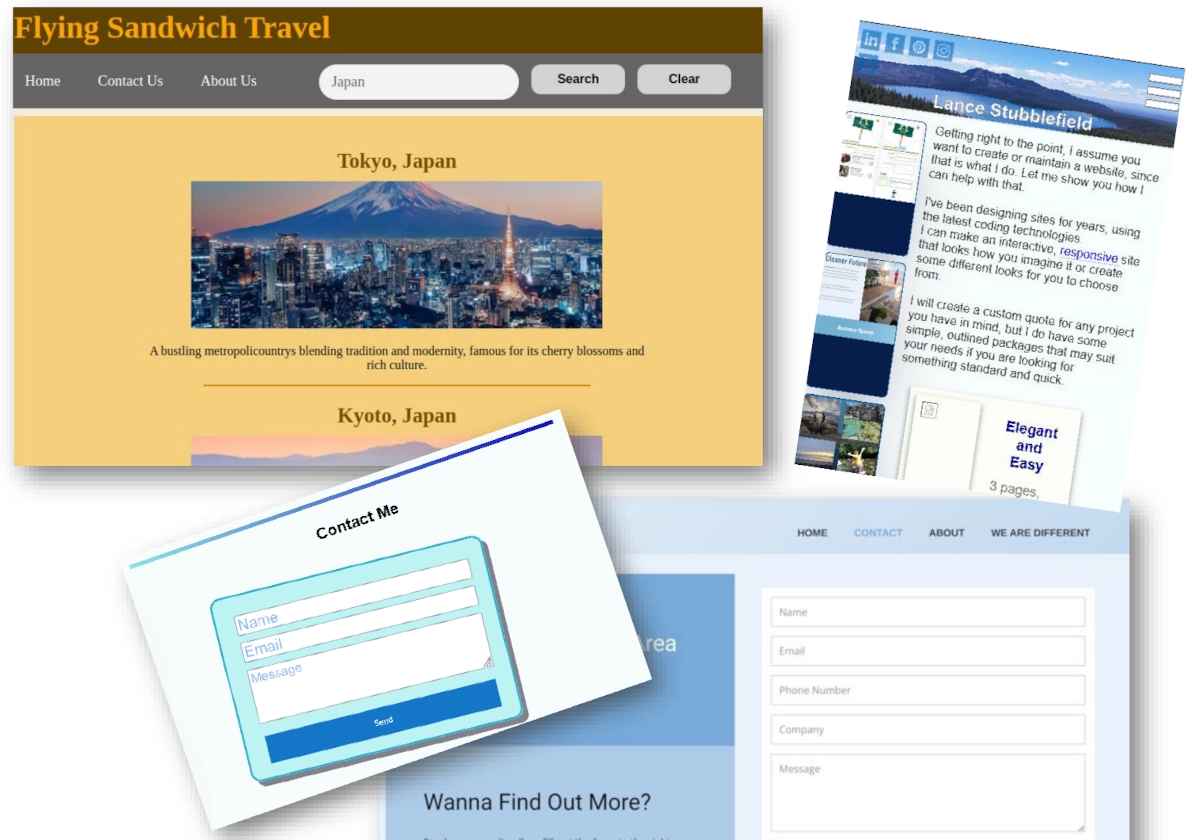 Flying Sandwich Travel
Home
Contact Us
About Us
Japan
Search
Clear
Tokyo, Japan
A bustling metropolicountrys blending tradition and modernity, famous for its cherry blossoms and
rich culture.
Kyoto, Japan
in
f
Lance Stubblefield
Getting right to the point, I assume you
want to create or maintain a website, since
that is what I do. Let me show you how I
can help with that.
I've been designing sites for years, using
the latest coding technologies.
I can make an interactive, responsive site
that looks how you imagine it or create
some different looks for you to choose
from.
I will create a custom quote for any project
you have in mind, but I do have some
simple, outlined packages that may suit
your needs if you are looking for
something standard and quick.
Cleaner Future
Elegant
and
Easy
3 pages,
Contact Me
Name
Email
Message
Send
HOME
CONTACT
ABOUT
WE ARE DIFFERENT
Area
Name
Email
Phone Number
Company
Message
Wanna Find Out More?